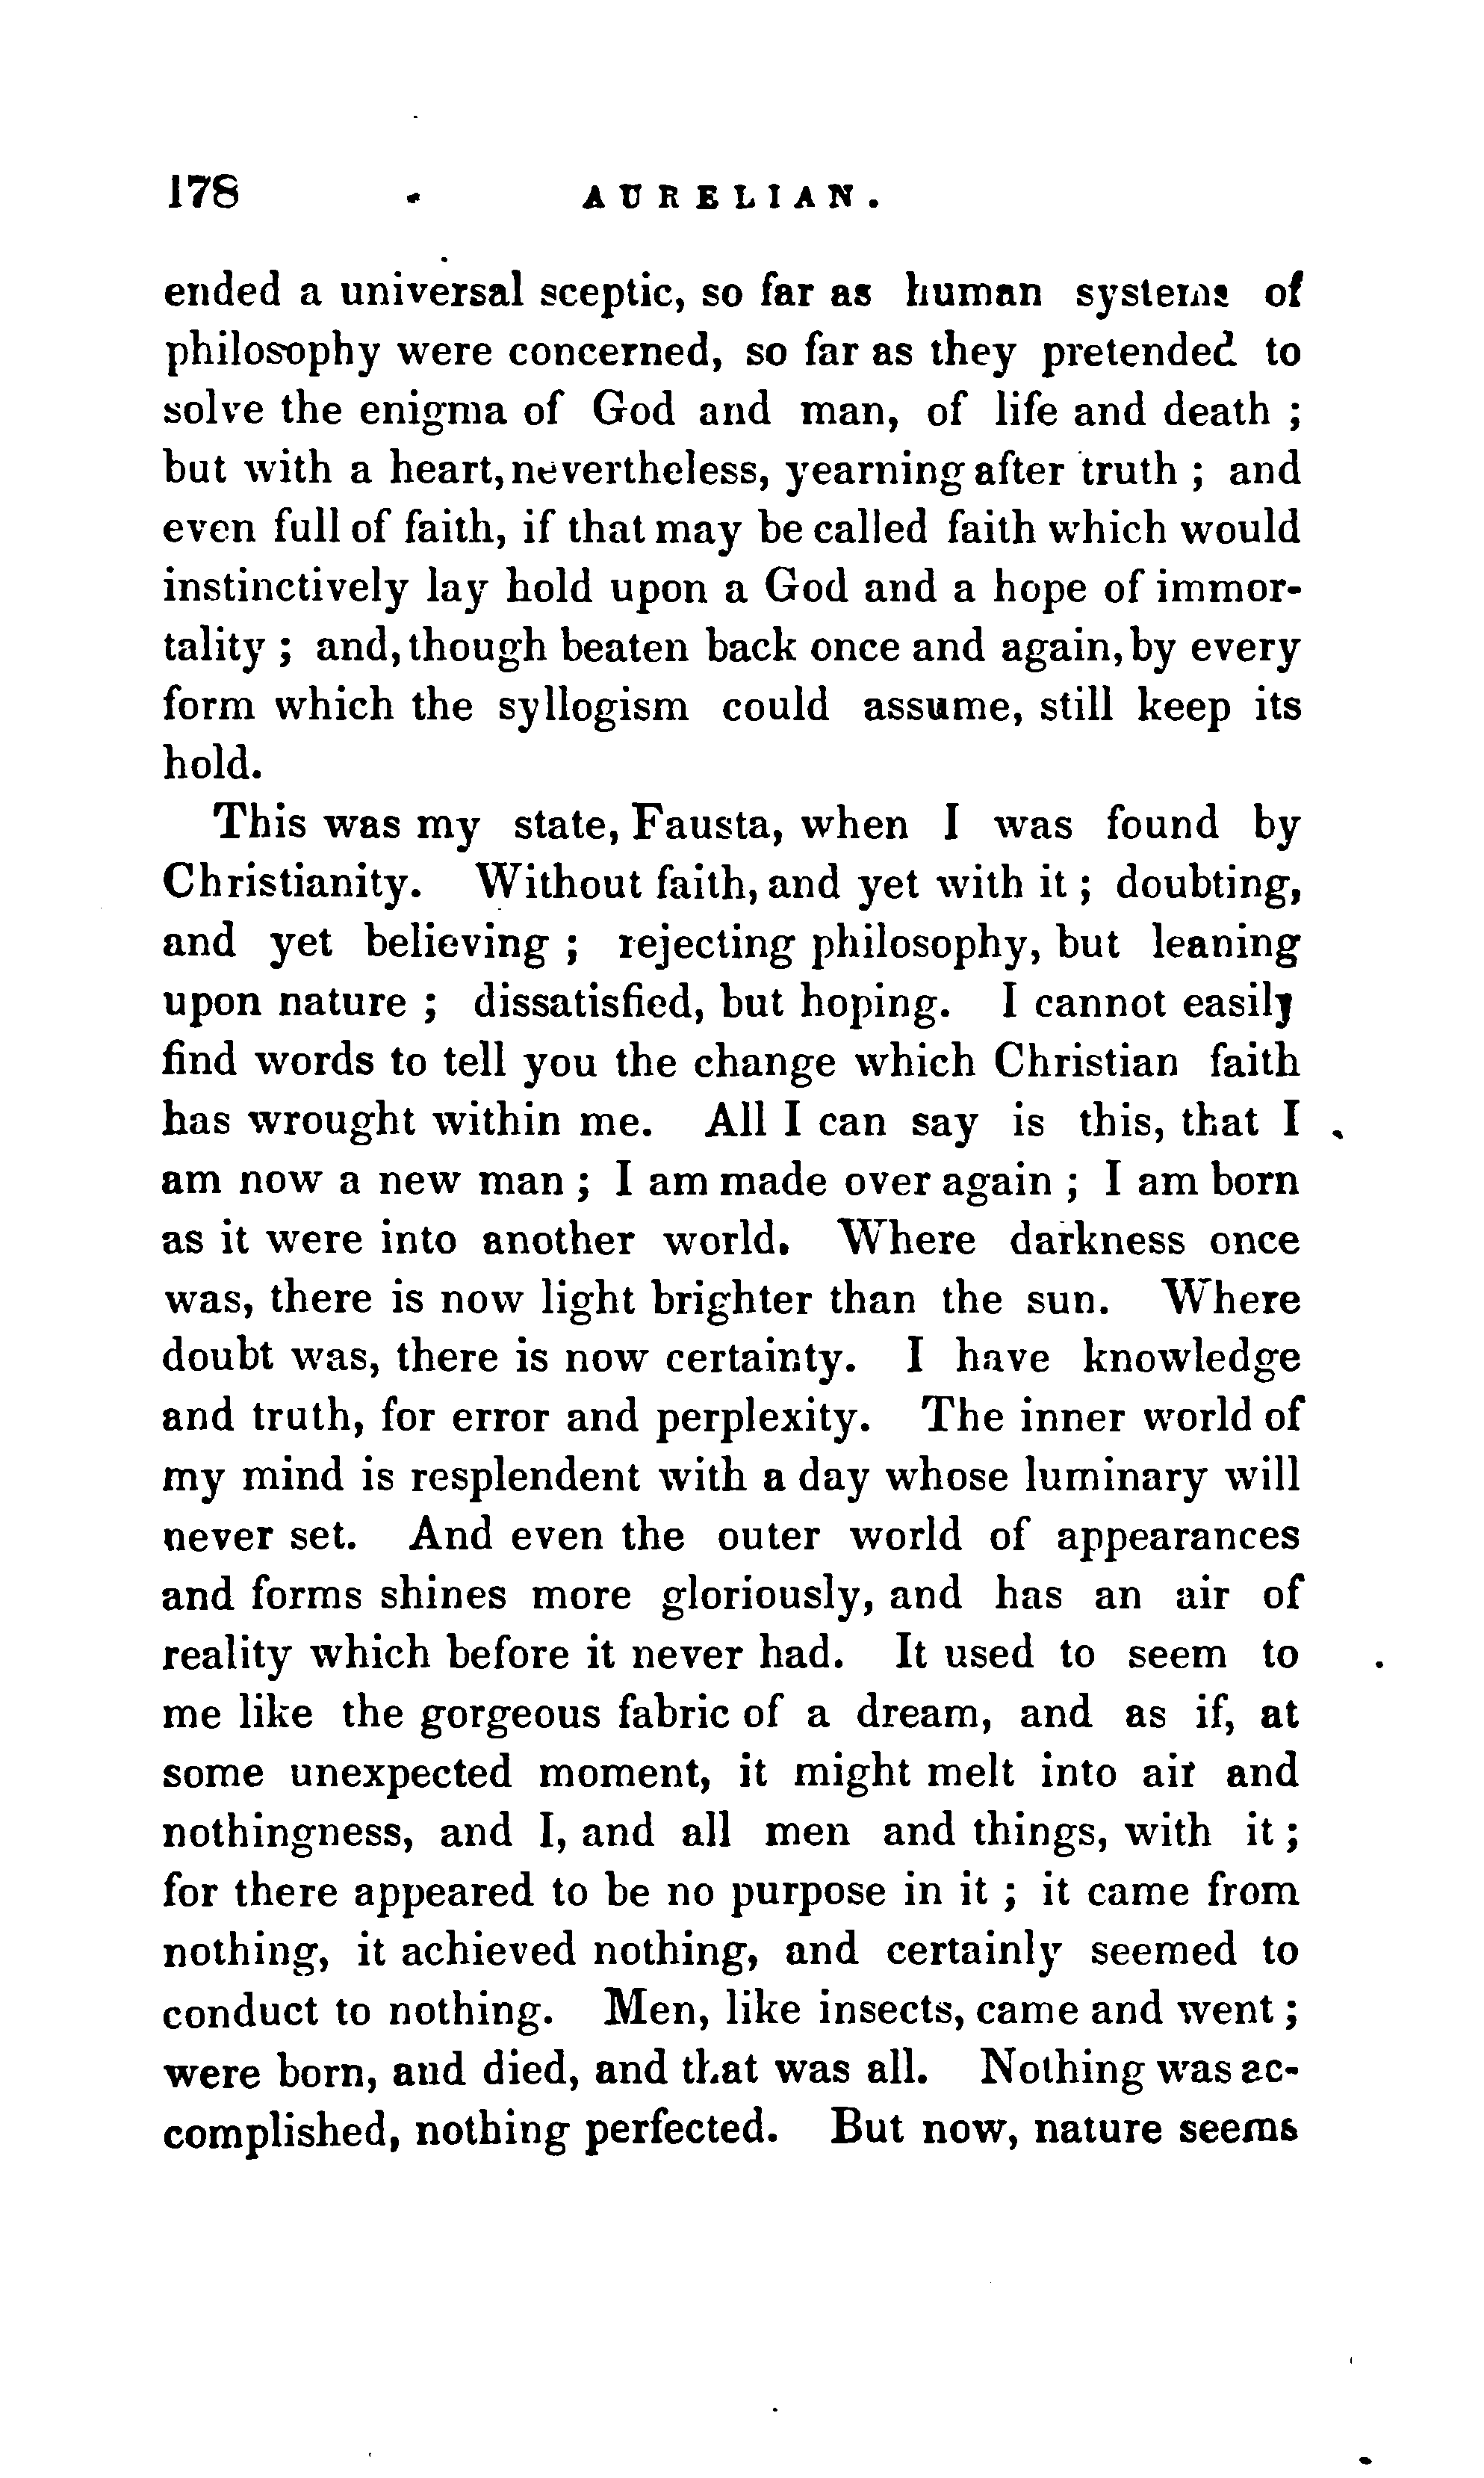 178 AURELIAN.
ended a universal sceptic, so far as human systems of
philosophy were concerned, so far as they pretended to
solve the enigma of God and man, of life and death ;
but with a heart, nevertheless, yearning after truth ; and
even full of faith, if that may be called faith which would
instinctively lay hold upon a God and a hope of immor-
tality ; and, though beaten back once and again, by every
form which the syllogism could assume, still keep its
hold.
This was my state, Fausta, when I was found by
Christianity. Without faith, and yet with it ; doubting,
and yet believing ; rejecting philosophy, but leaning
upon nature ; dissatisfied, but hoping. I cannot easily
find words to tell you the change which Christian faith
has wrought within me. All I can say is this, that I
am now a new man ; I am made over again ; I am born
as it were into another world. Where darkness once
was, there is now light brighter than the sun. Where
doubt was, there is now certainty. I have knowledge
and truth, for error and perplexity. The inner world of
my mind is resplendent with a day whose luminary will
never set. And even the outer world of appearances
and forms shines more gloriously, and has an air of
reality which before it never had. It used to seem to
me like the gorgeous fabric of a dream, and as if, at
some unexpected moment, it might melt into air and
nothingness, and I, and all men and things, with it ;
for there appeared to be no purpose in it ; it came from
nothing, it achieved nothing, and certainly seemed to
conduct to nothing. Men, like insects, came and went ;
were born, and died, and that was all. Nothing was ac-
complished, nothing perfected. But now, nature seems